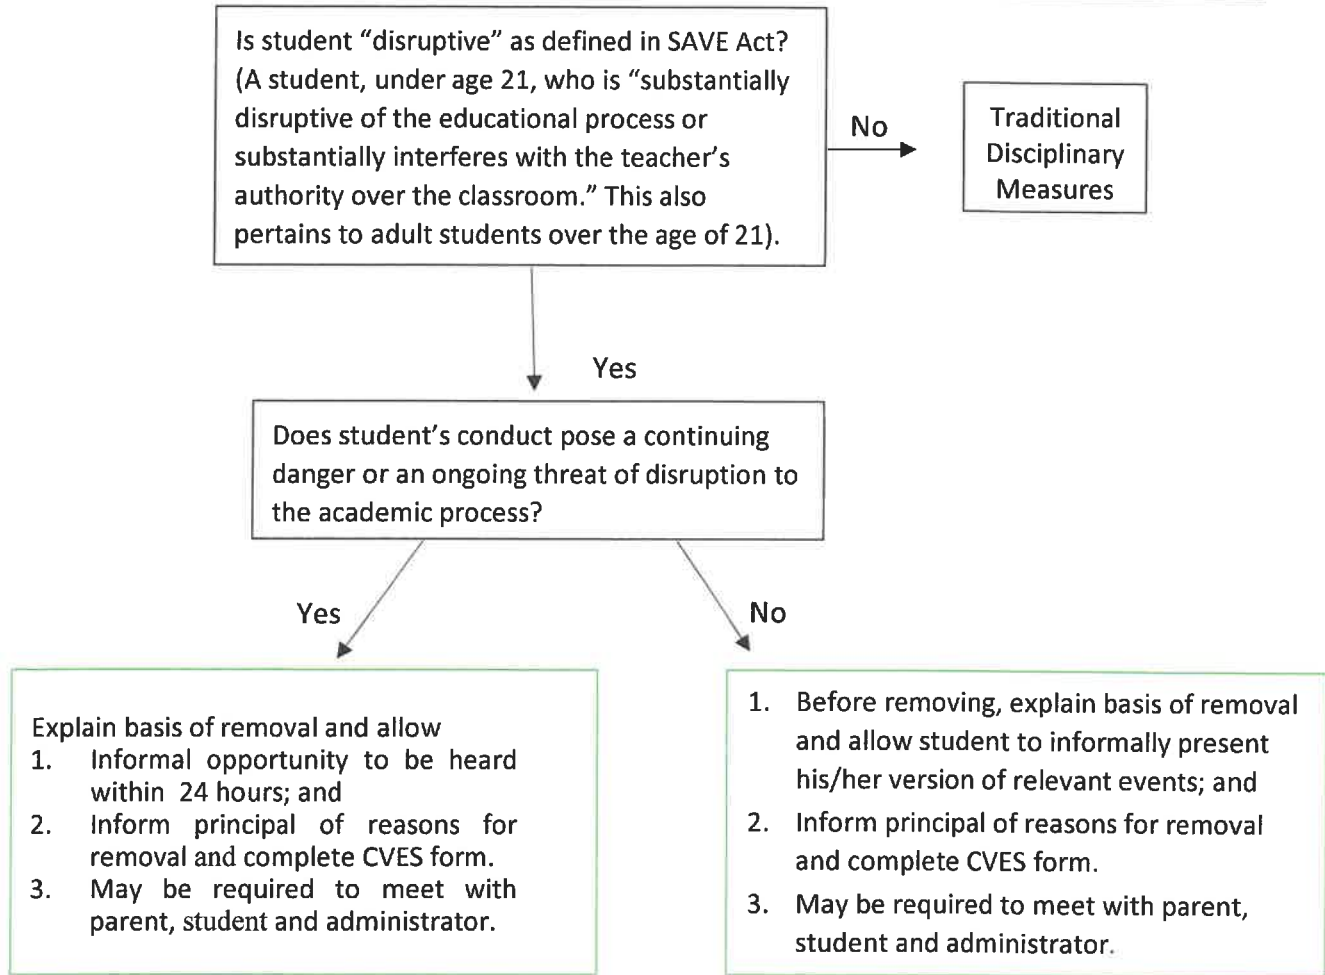 Is student “disruptive” as defined in SAVE Act?
(A student, under age 21, who is “substantially
disruptive of the educational process or
substantially interferes with the teacher’s
authority over the classroom.” This also
pertains to adult students over the age of 21).
No
Traditional
Disciplinary
Measures
Yes
Does student’s conduct pose a continuing
danger or an ongoing threat of disruption to
the academic process?
Yes
No
Explain basis of removal and allow
1. Informal opportunity to be heard
within 24 hours; and
2. Inform principal of reasons for
removal and complete CVES form.
3. May be required to meet with
parent, student and administrator.
1. Before removing, explain basis of removal
and allow student to informally present
his/her version of relevant events; and
2. Inform principal of reasons for removal
and complete CVES form.
3. May be required to meet with parent,
student and administrator.